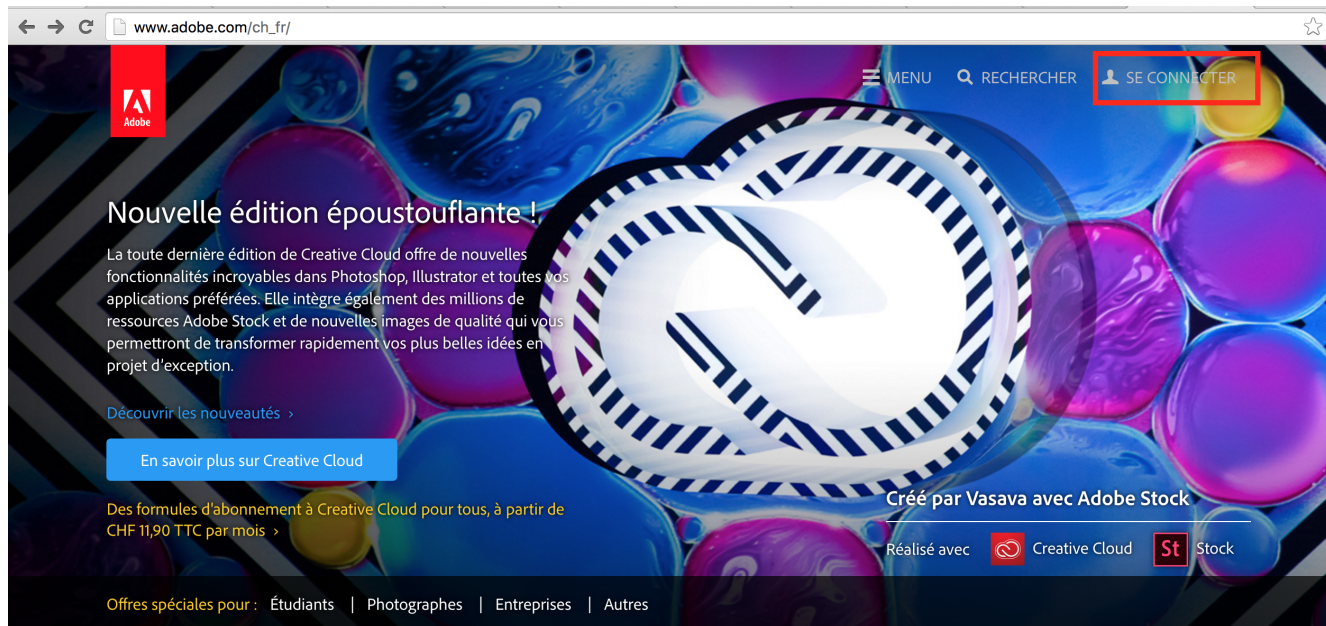 www.adobe.com/ch_fr/
Adobe
MENU
RECHERCHER
SE CONNECTER
Nouvelle édition époustouflante !
La toute dernière édition de Creative Cloud offre de nouvelles
fonctionnalités incroyables dans Photoshop, Illustrator et toutes vos
applications préférées. Elle intègre également des millions de
ressources Adobe Stock et de nouvelles images de qualité qui vous
permettront de transformer rapidement vos plus belles idées en
projet d'exception.
Découvrir les nouveautés ›
En savoir plus sur Creative Cloud
Des formules d'abonnement à Creative Cloud pour tous, à partir de
CHF 11,90 TTC par mois ›
Créé par Vasava avec Adobe Stock
Réalisé avec Creative Cloud St Stock
Offres spéciales pour : Étudiants | Photographes | Entreprises | Autres